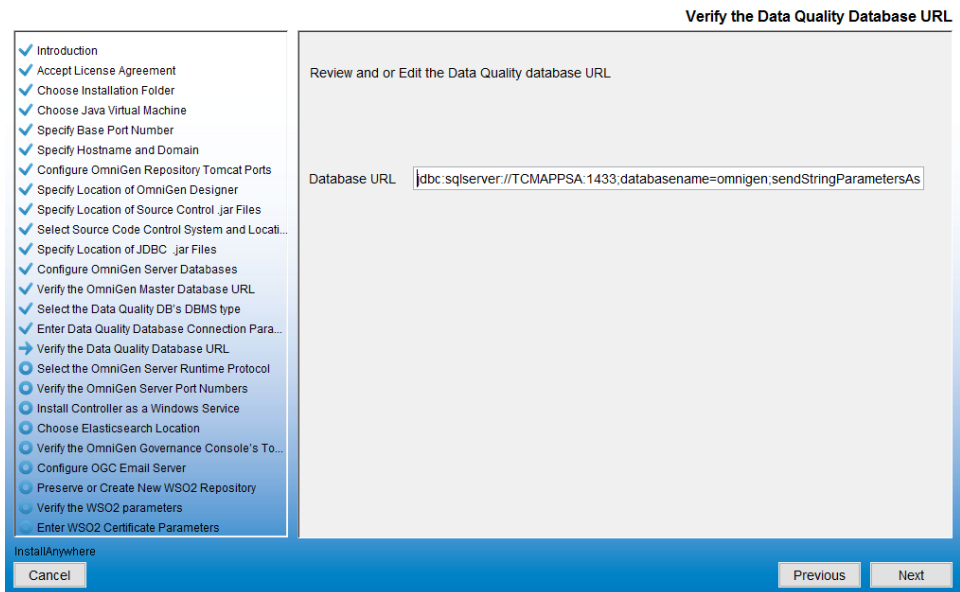 Verify the Data Quality Database URL
Introduction
Accept License Agreement
Choose Installation Folder
Choose Java Virtual Machine
Specify Base Port Number
Specify Hostname and Domain
Configure OmniGen Repository Tomcat Ports
Specify Location of OmniGen Designer
Specify Location of Source Control .jar Files
Select Source Code Control System and Locati...
Specify Location of JDBC .jar Files
Configure OmniGen Server Databases
Verify the OmniGen Master Database URL
Select the Data Quality DB's DBMS type
Enter Data Quality Database Connection Para...
Verify the Data Quality Database URL
Select the OmniGen Server Runtime Protocol
Verify the OmniGen Server Port Numbers
Install Controller as a Windows Service
Choose Elasticsearch Location
Verify the OmniGen Governance Console's To...
Configure OGC Email Server
Preserve or Create New WSO2 Repository
Verify the WSO2 parameters
Enter WSO2 Certificate Parameters
Review and or Edit the Data Quality database URL
Database URL jdbc:sqlserver://TCMAPPSA:1433;databasename=omnigen;sendStringParametersAs
InstallAnywhere
Cancel Previous Next